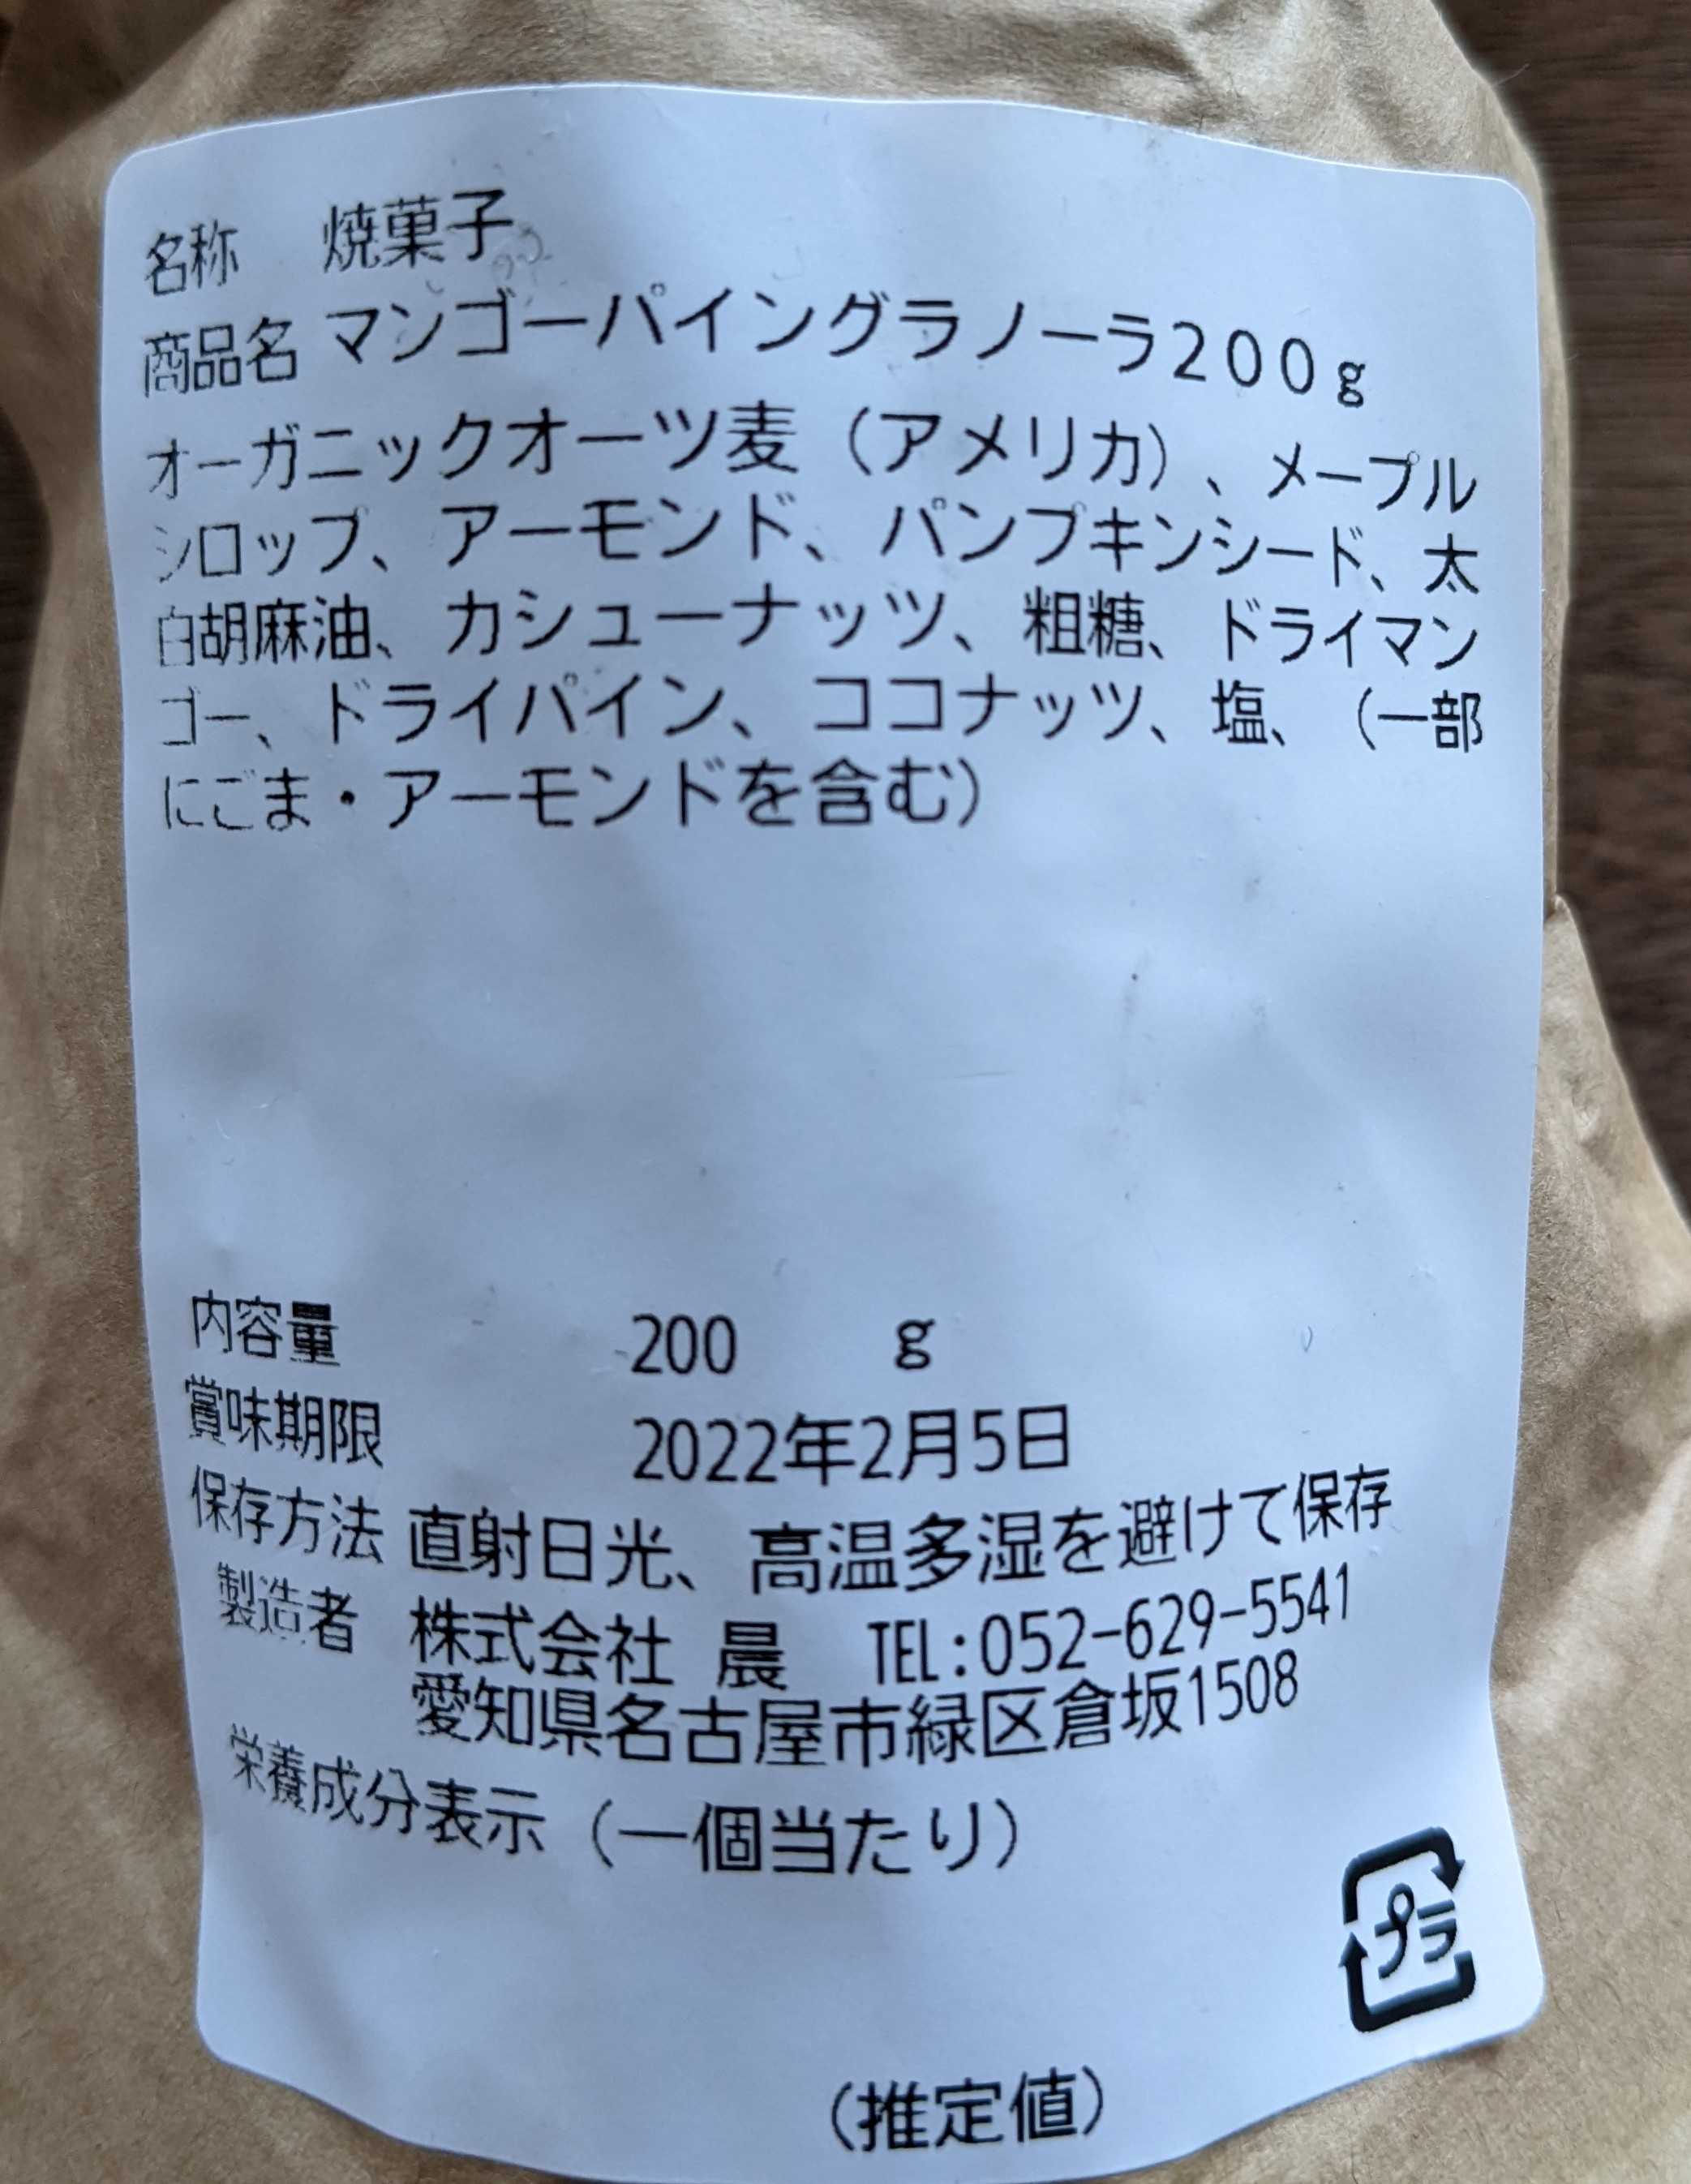 名称 焼菓子
商品名 マンゴーパイングラノーラ200g
オーガニックオーツ麦（アメリカ）、メープル
シロップ、アーモンド、パンプキンシード、太
白胡麻油、カシューナッツ、粗糖、ドライマン
ゴー、ドライパイン、ココナッツ、塩、（一部
にごま・アーモンドを含む）
内容量 200 g
賞味期限 2022年2月5日
保存方法 直射日光、高温多湿を避けて保存
製造者 株式会社 晨 TEL:052-629-5541
愛知県名古屋市緑区倉坂1508
栄養成分表示（一個当たり）
プラ
（推定値）